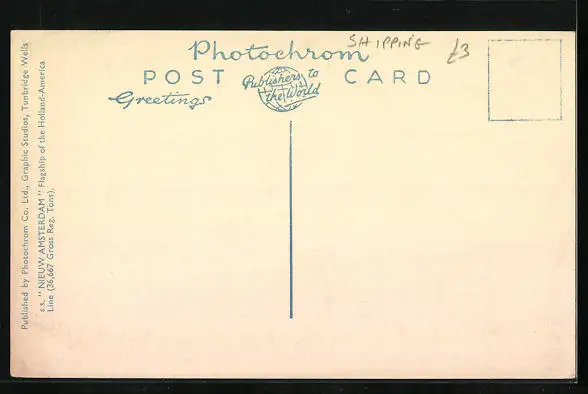 Photochrom
SHIPPING
£3
POST CARD
Publishers to
the World
Greetings
Published by Photochrom Co. Ltd., Graphic Studios, Tunbridge Wells
s.s. "NIEUW AMSTERDAM" Flagship of the Holland-America
Line (36,667 Gross Reg. Tons).